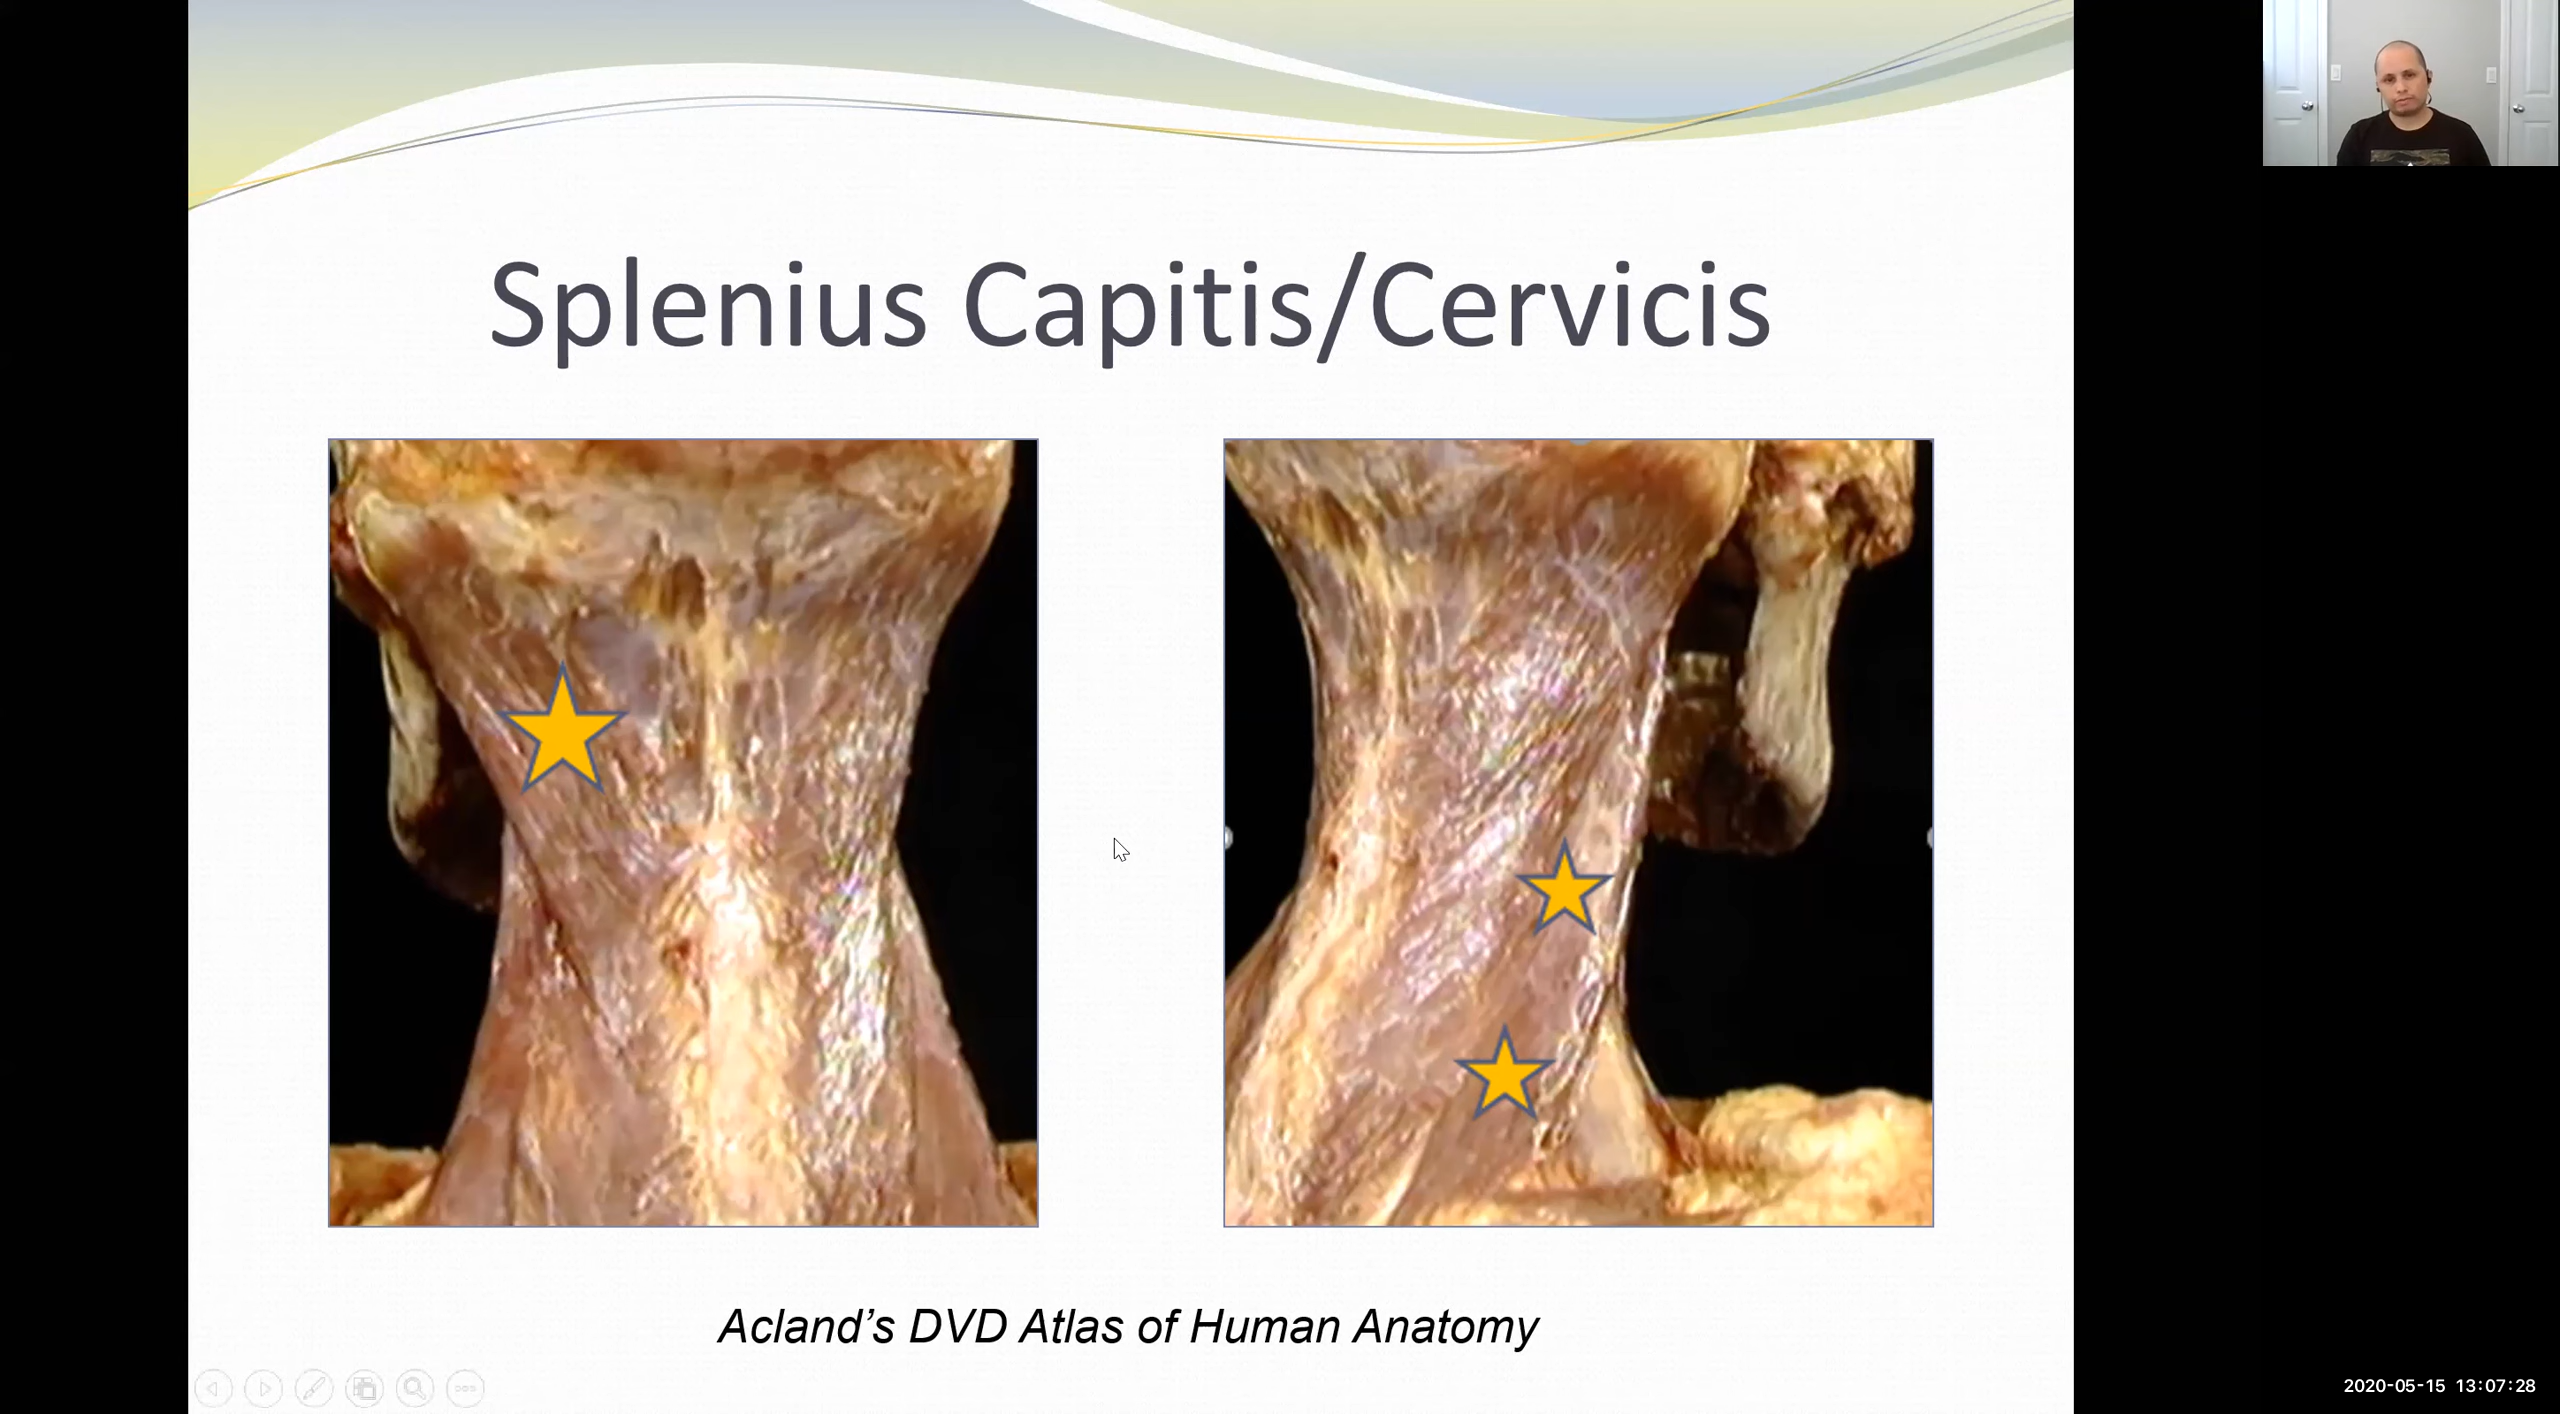 Splenius Capitis/Cervicis
Acland’s DVD Atlas of Human Anatomy
2020-05-15 13:07:28